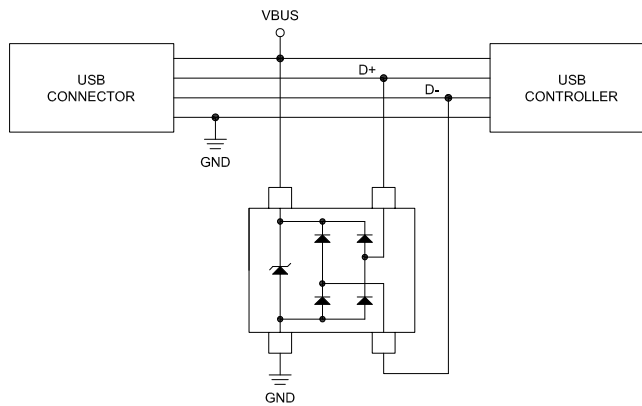 VBUS
USB
CONNECTOR
D+
D-
USB
CONTROLLER
GND
GND